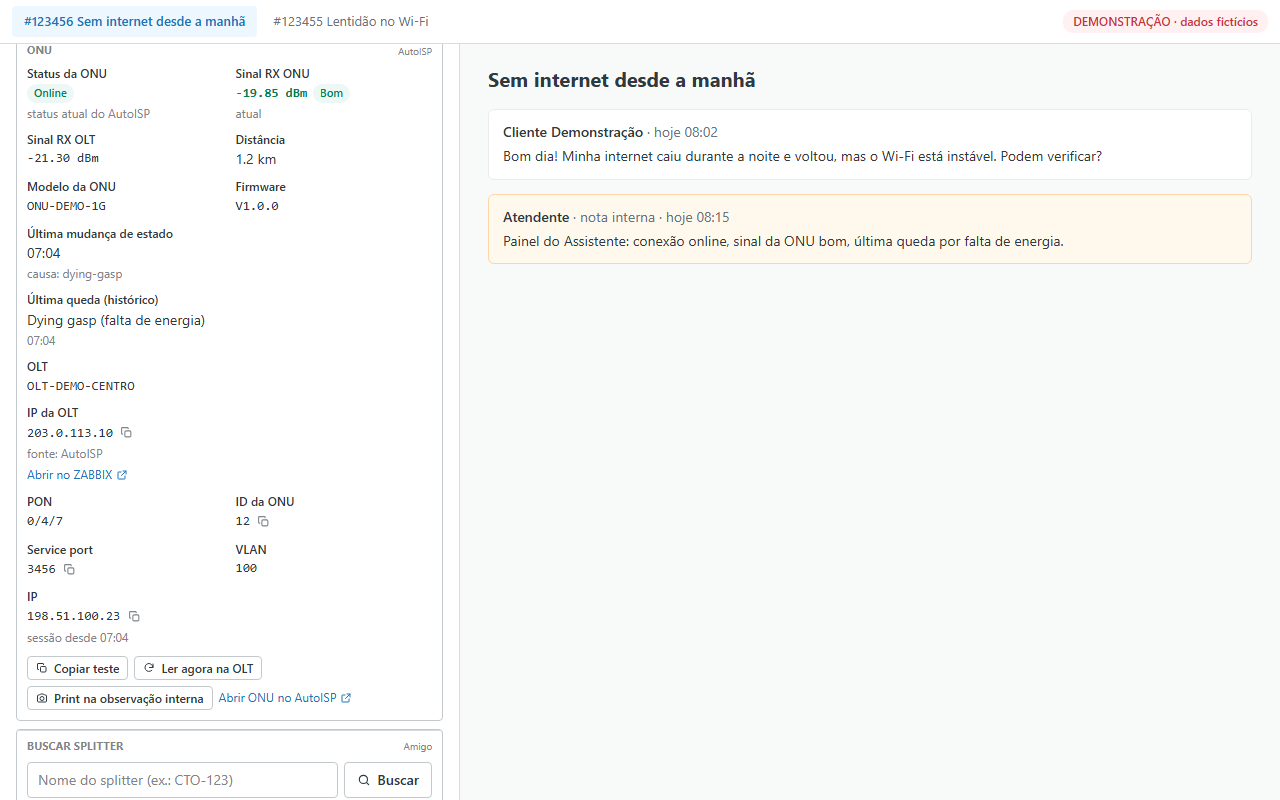 #123456 Sem internet desde a manhã
#123455 Lentidão no Wi-Fi
DEMONSTRAÇÃO · dados fictícios
ONU
AutoISP
Status da ONU
Sinal RX ONU
Online
-19.85 dBm Bom
status atual do AutoISP
atual
Sinal RX OLT
Distância
-21.30 dBm
1.2 km
Modelo da ONU
Firmware
ONU-DEMO-1G
V1.0.0
Última mudança de estado
07:04
causa: dying-gasp
Última queda (histórico)
Dying gasp (falta de energia)
07:04
OLT
OLT-DEMO-CENTRO
IP da OLT
203.0.113.10
fonte: AutoISP
Abrir no ZABBIX
PON
ID da ONU
0/4/7
12
Service port
VLAN
3456
100
IP
198.51.100.23
sessão desde 07:04
Copiar teste
Ler agora na OLT
Print na observação interna
Abrir ONU no AutoISP
BUSCAR SPLITTER
Amigo
Nome do splitter (ex.: CTO-123)
Buscar
Sem internet desde a manhã
Cliente Demonstração · hoje 08:02
Bom dia! Minha internet caiu durante a noite e voltou, mas o Wi-Fi está instável. Podem verificar?
Atendente · nota interna · hoje 08:15
Painel do Assistente: conexão online, sinal da ONU bom, última queda por falta de energia.